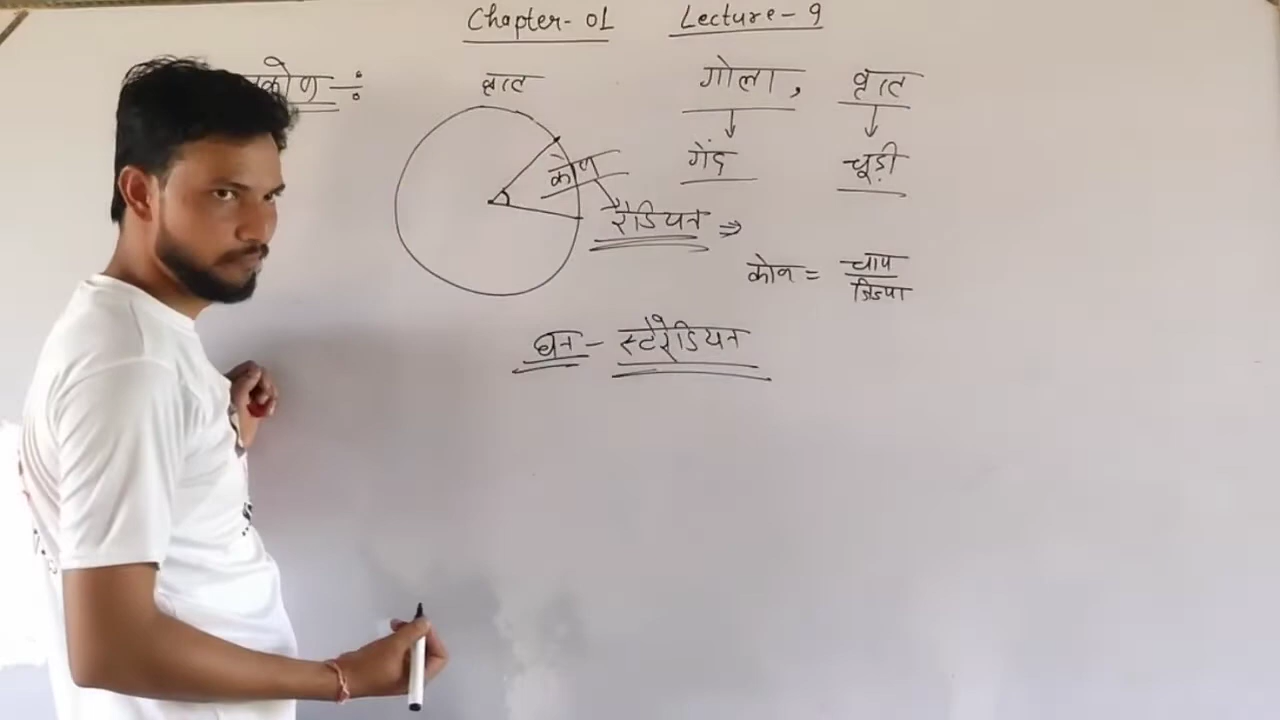 Chapter-01 Lecture-9
कोण ÷ वृात गोला, वृात
गेंद चूड़ी
कोण
रैडियन ⇒
कोन = चाप
त्रिज्या
घन - स्टेरैडियन